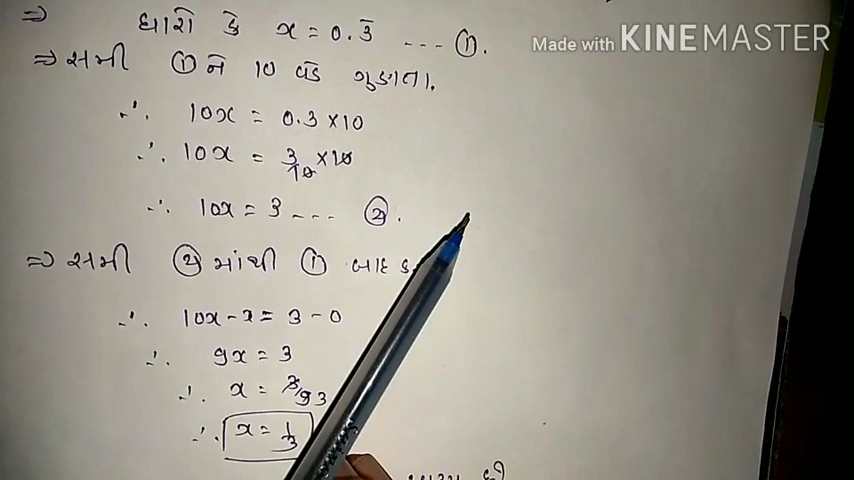 ⇒ ધારો કે x = 0.3̅ --- ①.
Made with KINEMASTER
⇒ સમી ① ને 10 વડે ગુણતા.
∴ 10x = 0.3 × 10
∴ 10x = 3/10 × 10
∴ 10x = 3 --- ②.
⇒ સમી ② માંથી ① બાદ
∴ 10x - x = 3 - 0
∴ 9x = 3
∴ x = 3/9 3
∴ x = 1/3